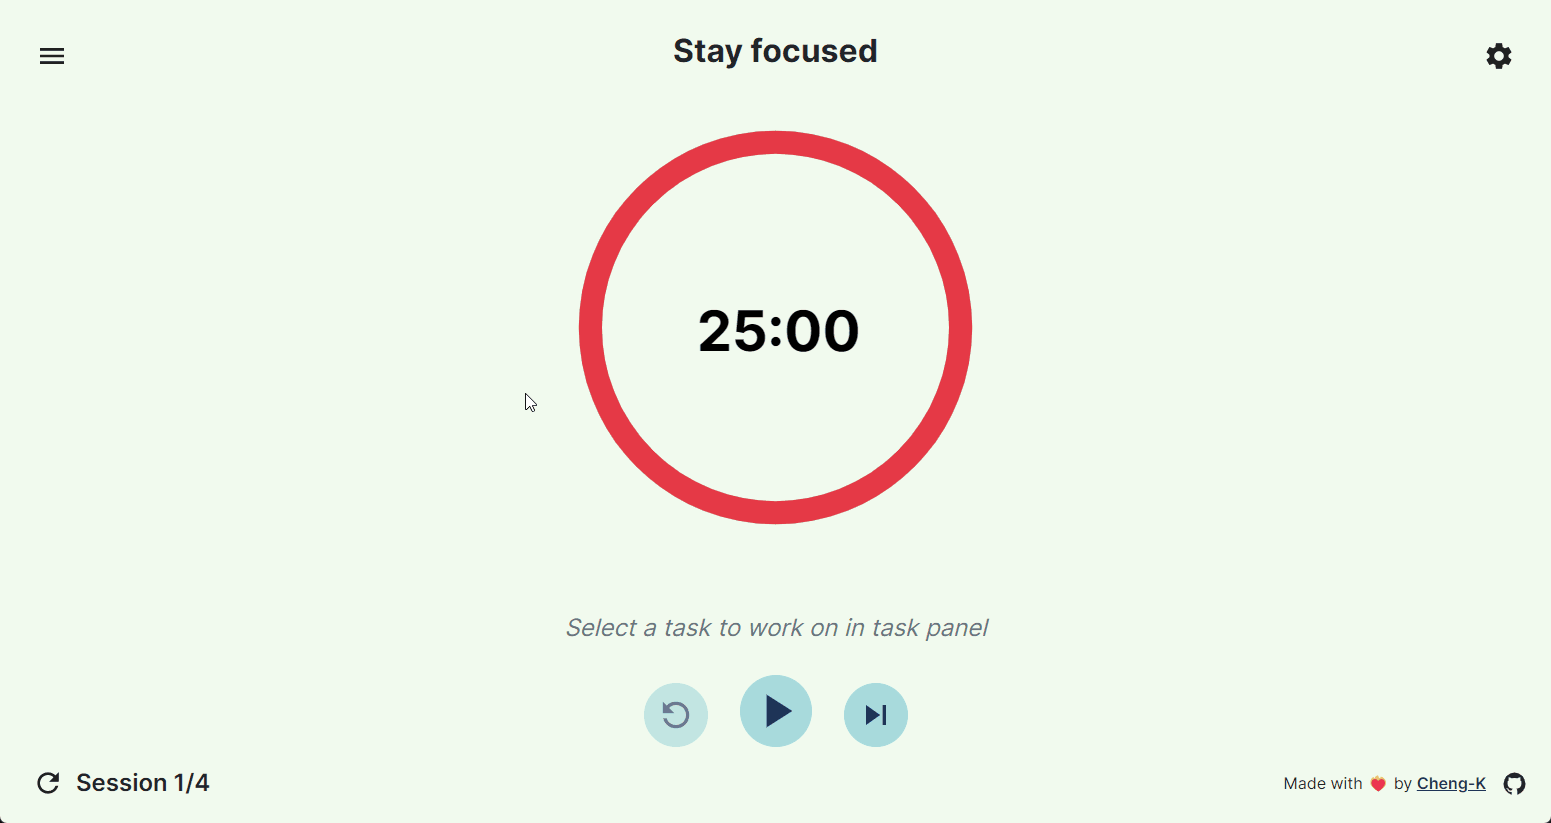 Stay focused
25:00
Select a task to work on in task panel
Session 1/4
Made with ❤️ by Cheng-K